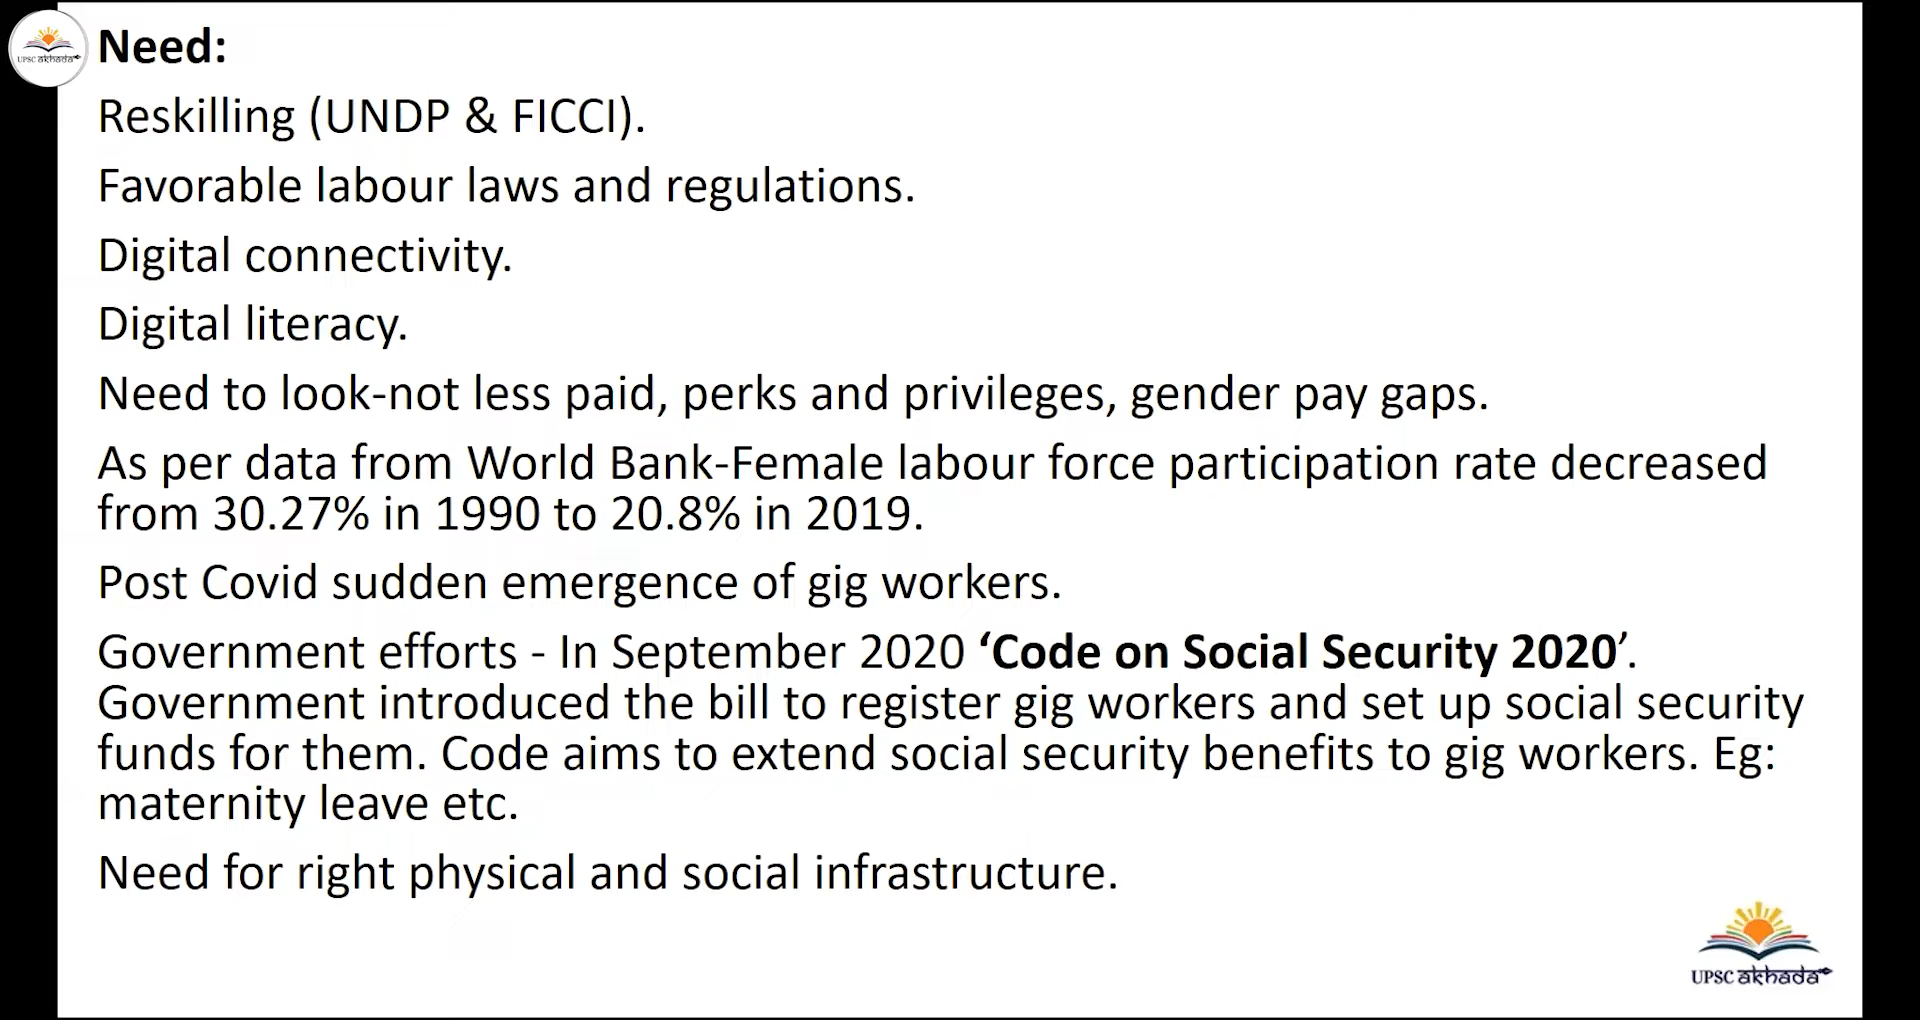 UPSC akhada
Need:
Reskilling (UNDP & FICCI).
Favorable labour laws and regulations.
Digital connectivity.
Digital literacy.
Need to look-not less paid, perks and privileges, gender pay gaps.
As per data from World Bank-Female labour force participation rate decreased
from 30.27% in 1990 to 20.8% in 2019.
Post Covid sudden emergence of gig workers.
Government efforts - In September 2020 ‘Code on Social Security 2020’.
Government introduced the bill to register gig workers and set up social security
funds for them. Code aims to extend social security benefits to gig workers. Eg:
maternity leave etc.
Need for right physical and social infrastructure.
UPSC akhada